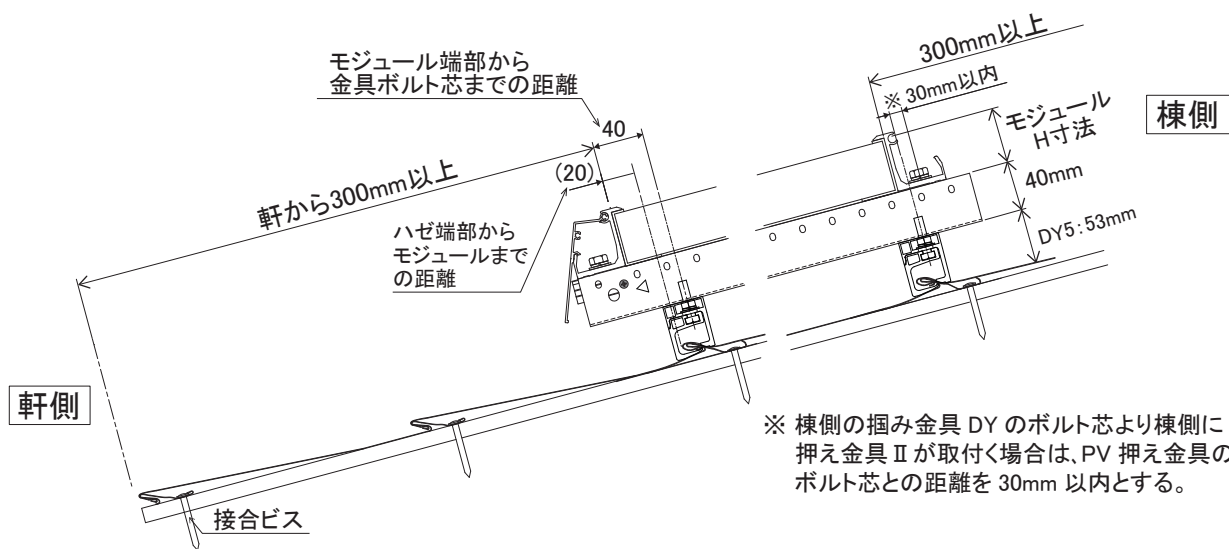 モジュール端部から
金具ボルト芯までの距離
300mm以上
※ 30mm以内
モジュール
H寸法
棟側
40
(20)
軒から300mm以上
40mm
ハゼ端部から
モジュールまで
の距離
DY5：53mm
軒側
※ 棟側の掴み金具 DY のボルト芯より棟側に
押え金具 Ⅱ が取付く場合は、PV 押え金具の
ボルト芯との距離を 30mm 以内とする。
接合ビス